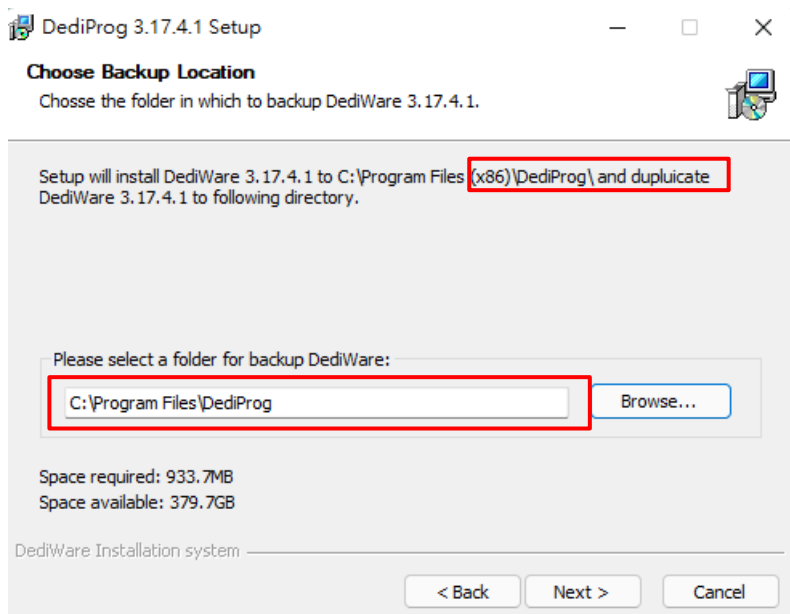 DediProg 3.17.4.1 Setup
Choose Backup Location
Chosse the folder in which to backup DediWare 3.17.4.1.
Setup will install DediWare 3.17.4.1 to C:\Program Files (x86)\DediProg\ and dupluicate
DediWare 3.17.4.1 to following directory.
Please select a folder for backup DediWare:
C:\Program Files\DediProg
Browse...
Space required: 933.7MB
Space available: 379.7GB
DediWare Installation system
< Back
Next >
Cancel